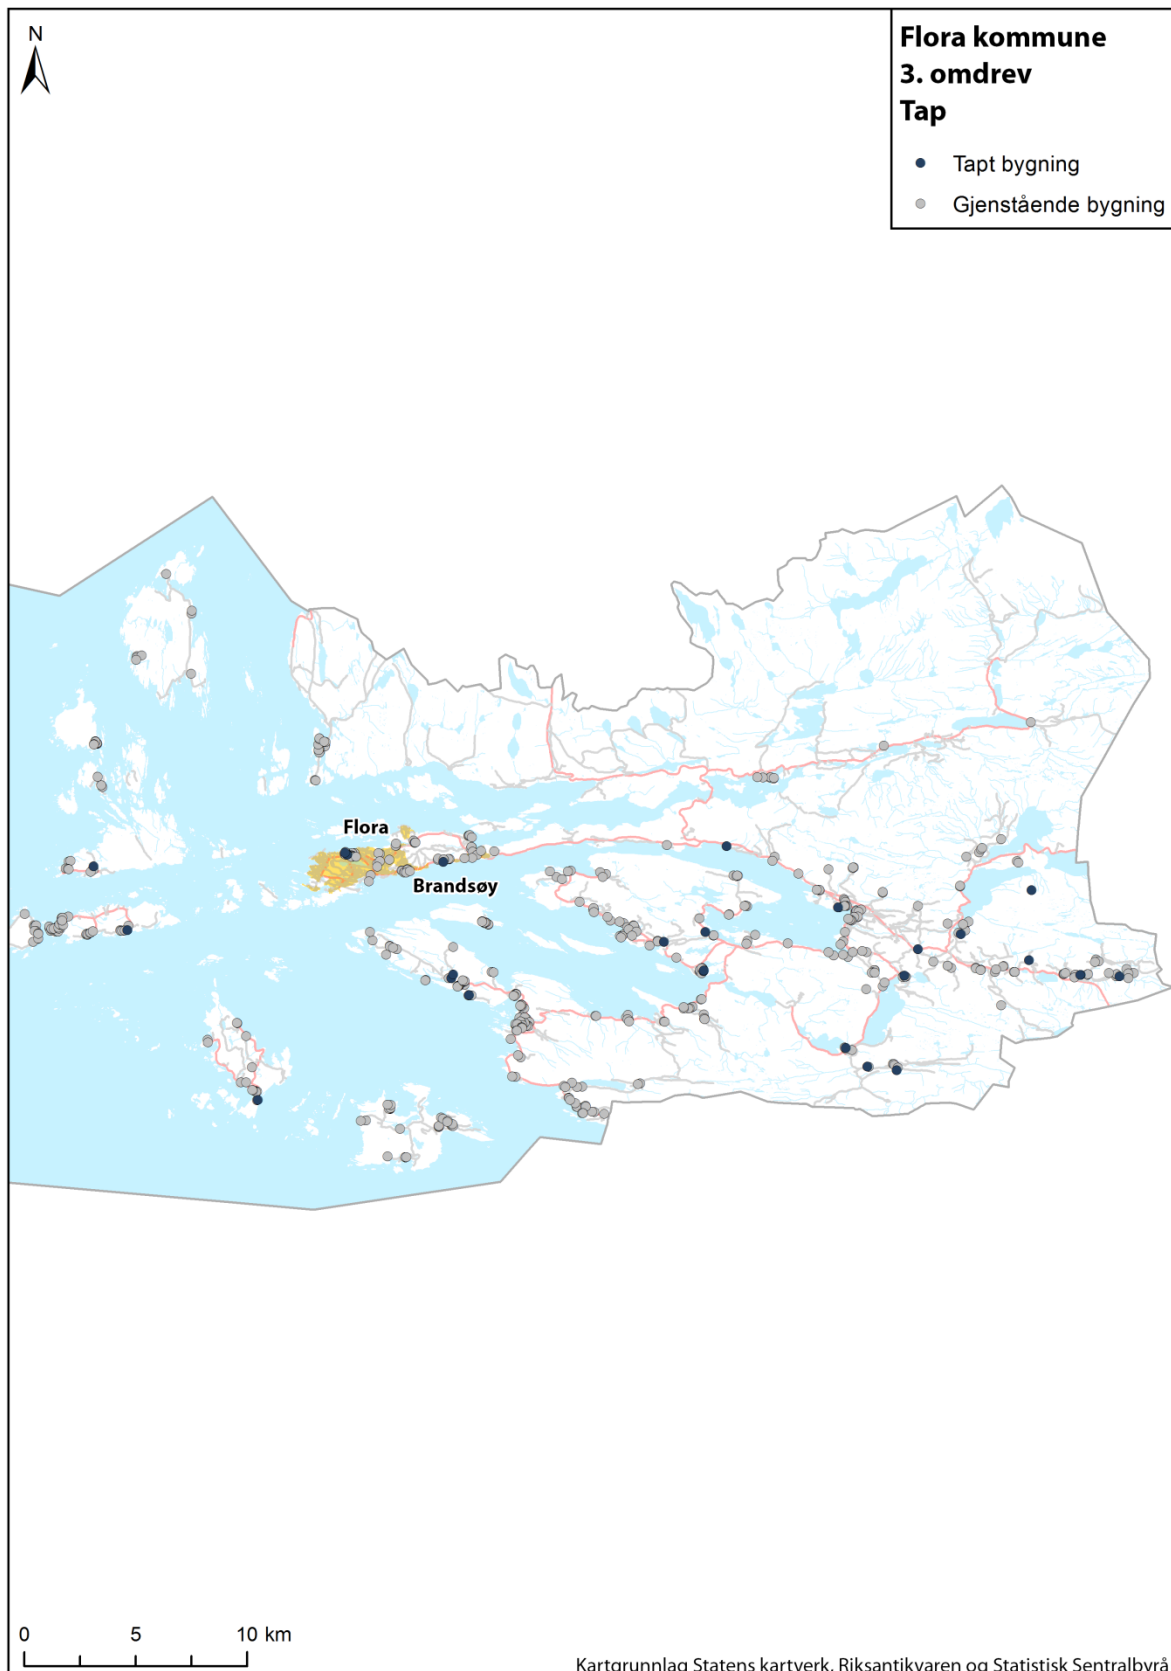 N
Flora kommune
3. omdrev
Tap
Tapt bygning
Gjenstående bygning
Flora
Brandsøy
0 5 10 km
Kartgrunnlag Statens kartverk, Riksantikvaren og Statistisk Sentralbyrå